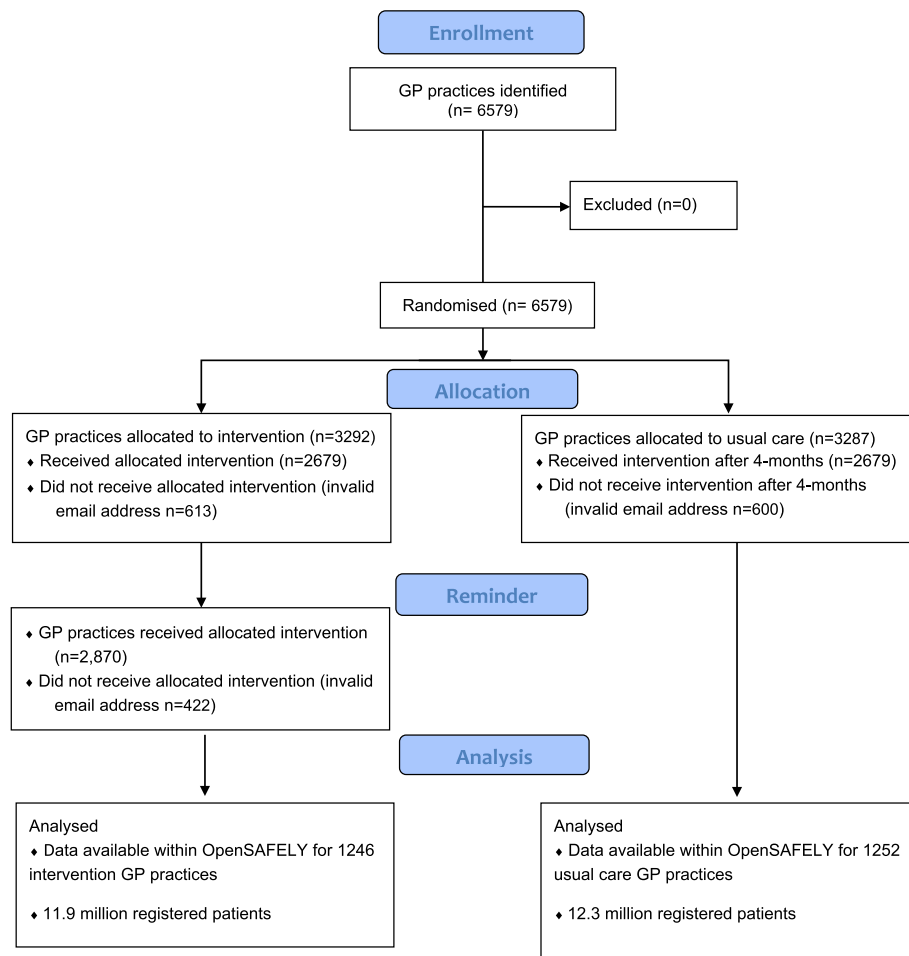 Enrollment
GP practices identified
(n= 6579)
Excluded (n=0)
Randomised (n= 6579)
Allocation
GP practices allocated to intervention (n=3292)
♦ Received allocated intervention (n=2679)
♦ Did not receive allocated intervention (invalid
email address n=613)
GP practices allocated to usual care (n=3287)
♦ Received intervention after 4-months (n=2679)
♦ Did not receive intervention after 4-months
(invalid email address n=600)
Reminder
♦ GP practices received allocated intervention
(n=2,870)
♦ Did not receive allocated intervention (invalid
email address n=422)
Analysis
Analysed
♦ Data available within OpenSAFELY for 1246
intervention GP practices
♦ 11.9 million registered patients
Analysed
♦ Data available within OpenSAFELY for 1252
usual care GP practices
♦ 12.3 million registered patients